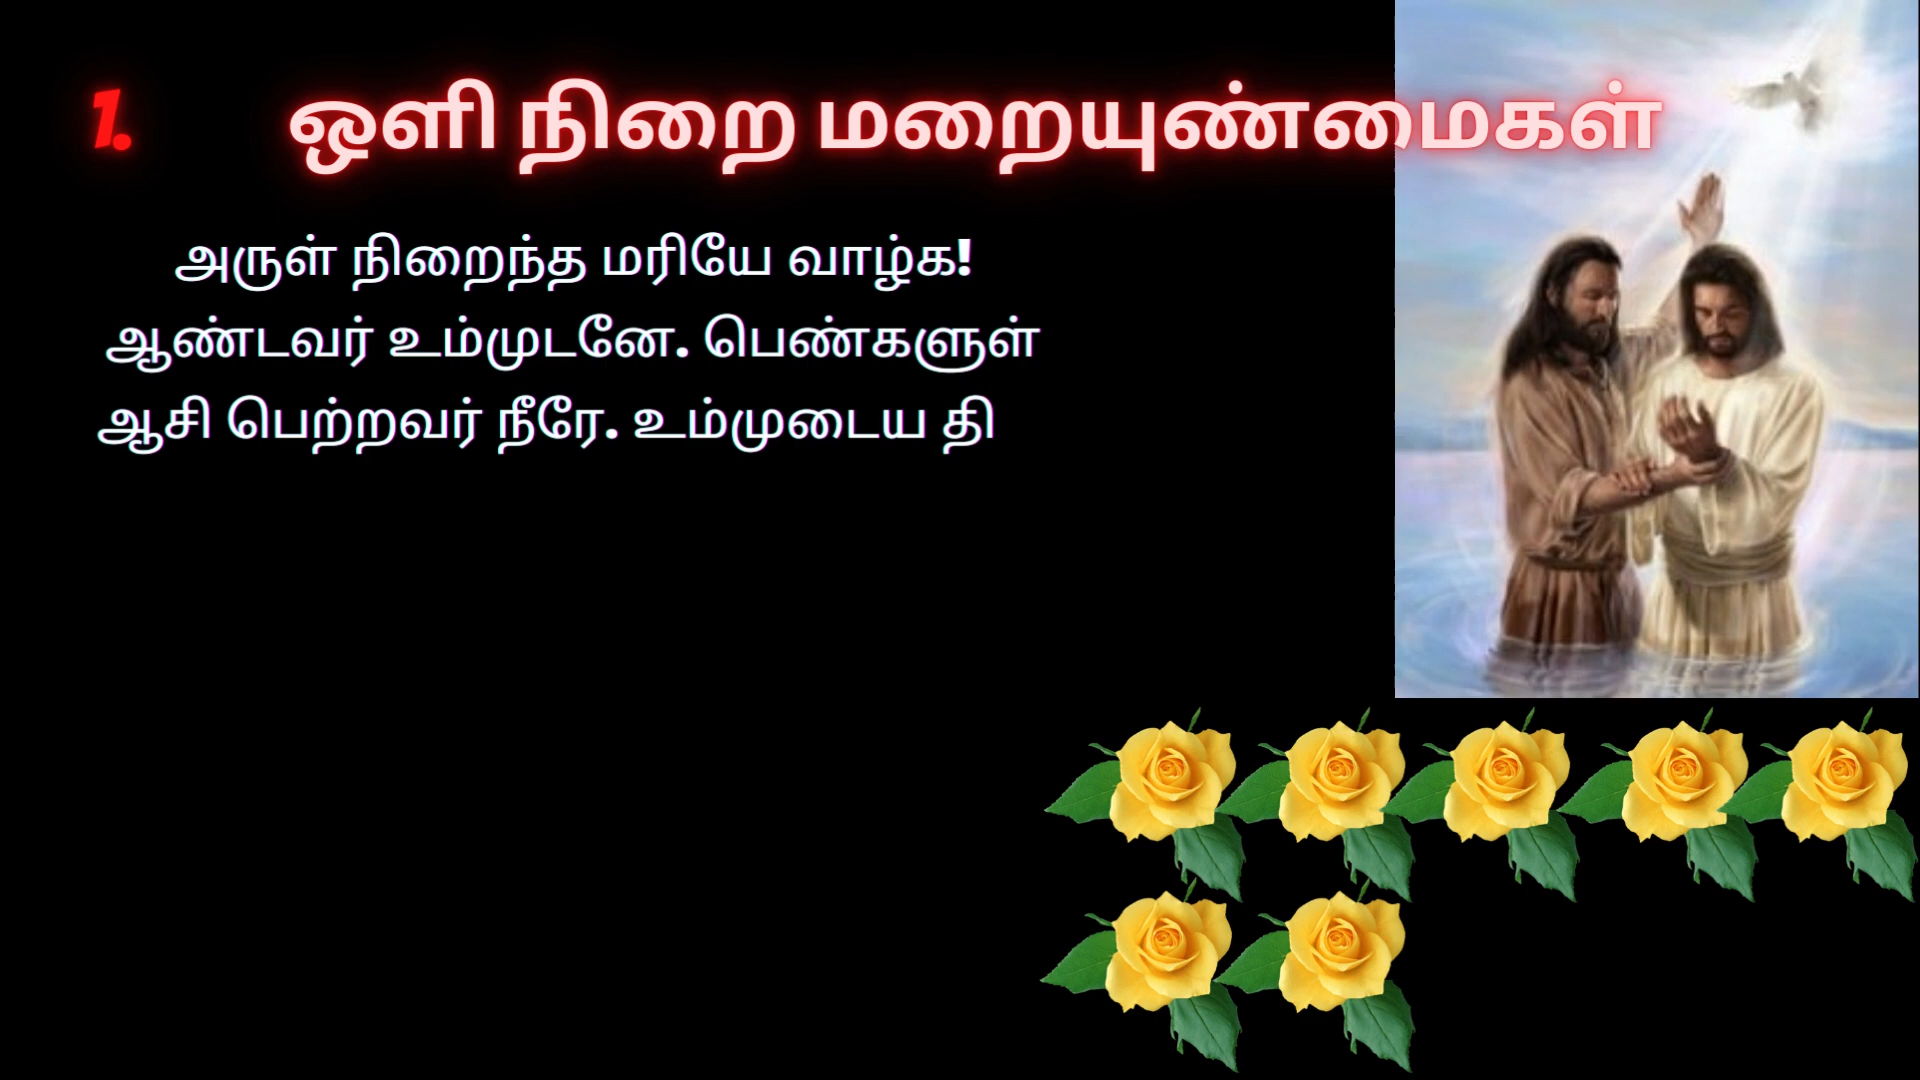 1. ஒளி நிறை மறையுண்மைகள்
அருள் நிறைந்த மரியே வாழ்க!
ஆண்டவர் உம்முடனே. பெண்களுள்
ஆசி பெற்றவர் நீரே. உம்முடைய தி